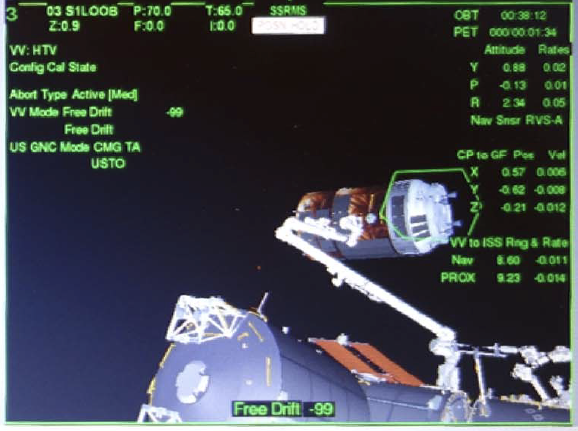 3
03 S1LOOB P:70.0 T:65.0 SSRMS
Z:0.9 F:0.0 I:0.0 POSN HOLD
OBT 00:38:12
PET 000/00:01:34
VV: HTV
Config Cal State
Abort Type Active [Med]
VV Mode Free Drift -99
Free Drift
US GNC Mode CMG TA
USTO
Attitude Rates
Y 0.88 0.02
P -0.13 0.01
R 2.34 0.05
Nav Snsr RVS-A
CP to GF Pos Vel
X 0.57 0.006
Y -0.62 -0.008
Z -0.21 -0.012
VV to ISS Rng & Rate
Nav 8.60 -0.011
PROX 9.23 -0.014
Free Drift -99